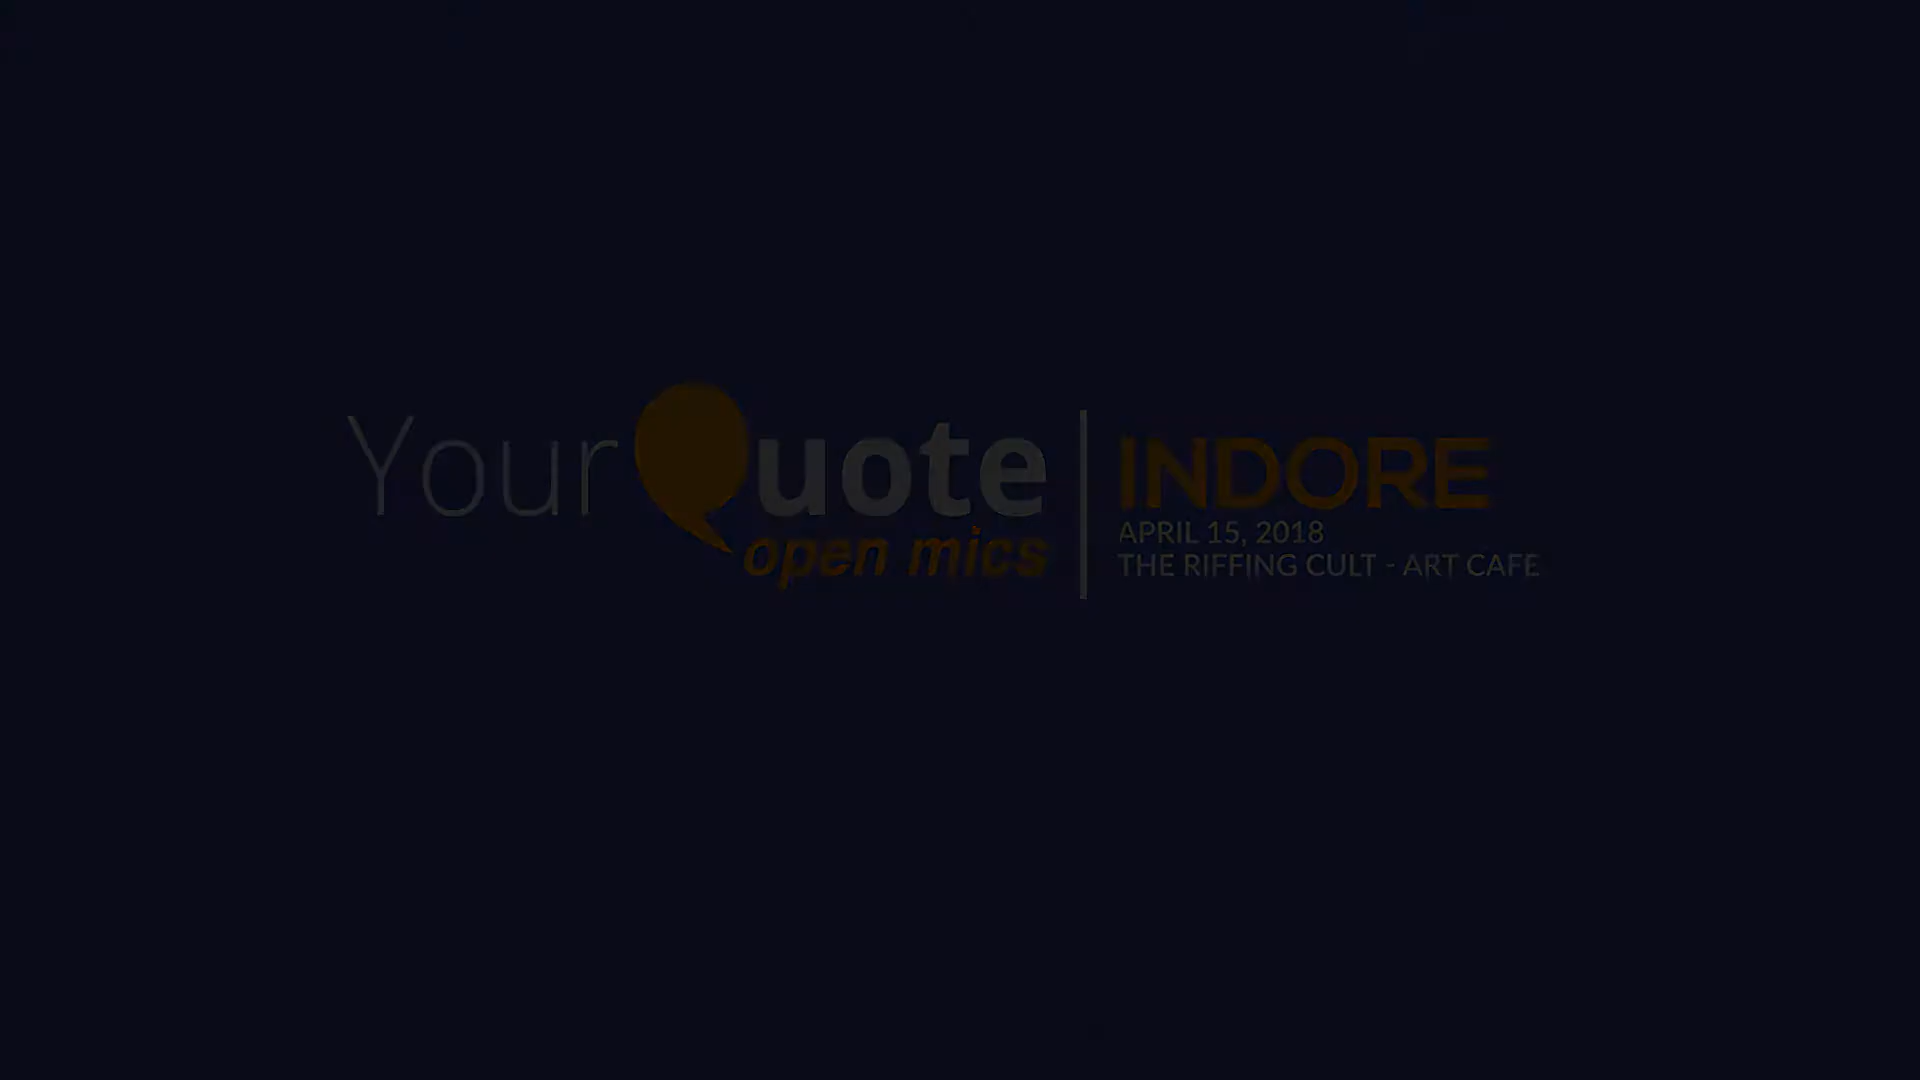 YourQuote
open mics
INDORE
APRIL 15, 2018
THE RIFFING CULT - ART CAFE